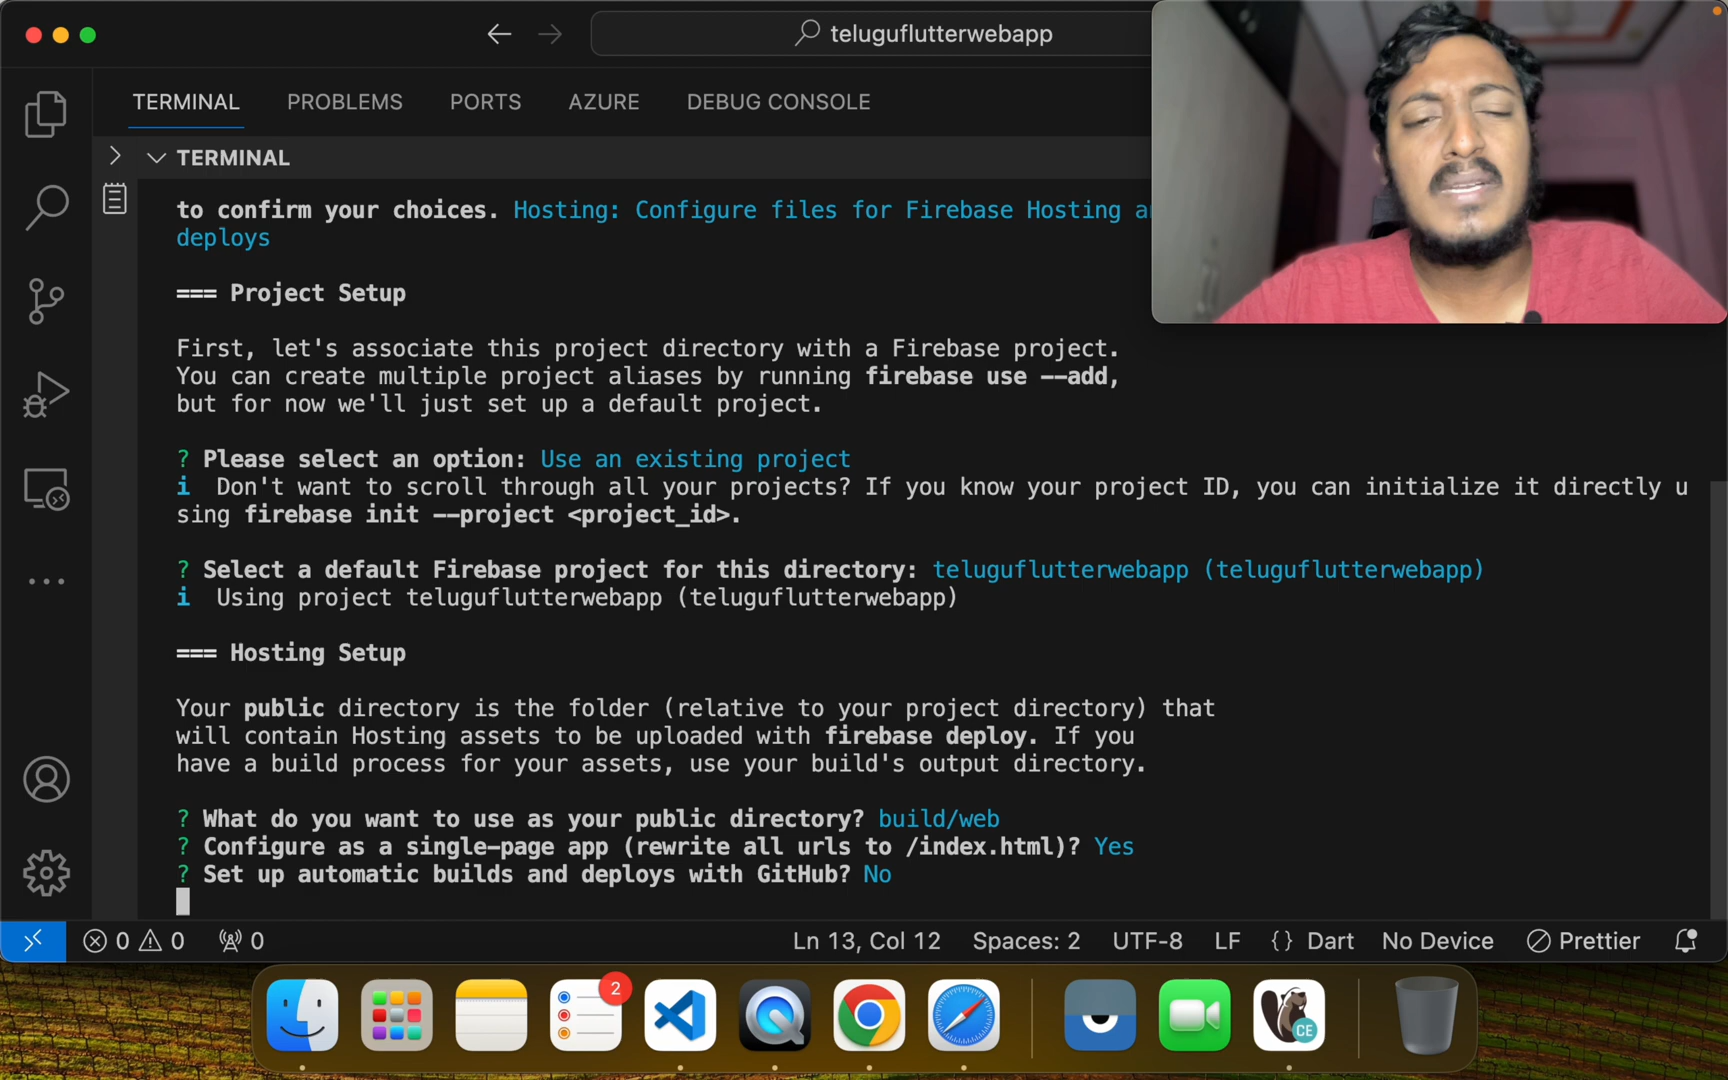 teluguflutterwebapp
TERMINAL PROBLEMS PORTS AZURE DEBUG CONSOLE
TERMINAL
to confirm your choices. Hosting: Configure files for Firebase Hosting
deploys
=== Project Setup
First, let's associate this project directory with a Firebase project.
You can create multiple project aliases by running firebase use --add,
but for now we'll just set up a default project.
? Please select an option: Use an existing project
i Don't want to scroll through all your projects? If you know your project ID, you can initialize it directly u
sing firebase init --project <project_id>.
? Select a default Firebase project for this directory: teluguflutterwebapp (teluguflutterwebapp)
i Using project teluguflutterwebapp (teluguflutterwebapp)
=== Hosting Setup
Your public directory is the folder (relative to your project directory) that
will contain Hosting assets to be uploaded with firebase deploy. If you
have a build process for your assets, use your build's output directory.
? What do you want to use as your public directory? build/web
? Configure as a single-page app (rewrite all urls to /index.html)? Yes
? Set up automatic builds and deploys with GitHub? No
0 0 0 Ln 13, Col 12 Spaces: 2 UTF-8 LF {} Dart No Device Prettier
2
CE